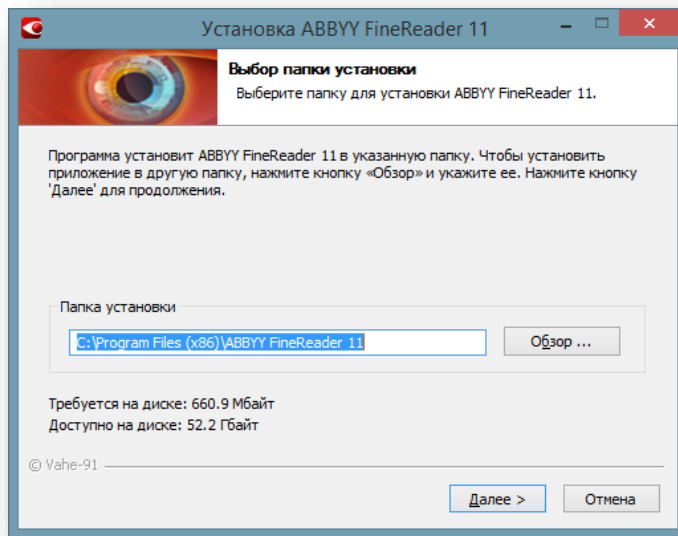 Установка ABBYY FineReader 11
Выбор папки установки
Выберите папку для установки ABBYY FineReader 11.
Программа установит ABBYY FineReader 11 в указанную папку. Чтобы установить
приложение в другую папку, нажмите кнопку «Обзор» и укажите ее. Нажмите кнопку
'Далее' для продолжения.
Папка установки
C:\Program Files (x86)\ABBYY FineReader 11
Обзор ...
Требуется на диске: 660.9 Мбайт
Доступно на диске: 52.2 Гбайт
© Vahe-91
Далее >
Отмена